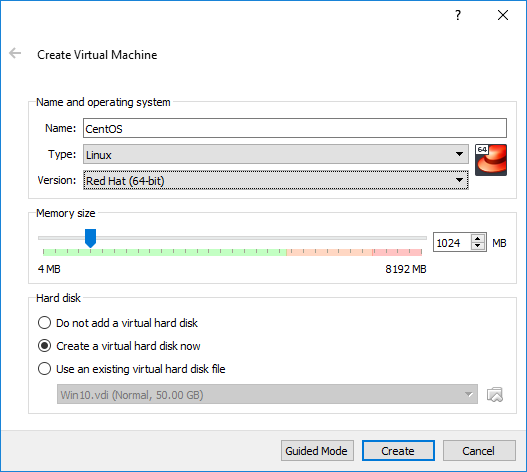 ?
Create Virtual Machine
Name and operating system
Name: CentOS
Type: Linux
64
Version: Red Hat (64-bit)
Memory size
1024 MB
4 MB 8192 MB
Hard disk
Do not add a virtual hard disk
Create a virtual hard disk now
Use an existing virtual hard disk file
Win10.vdi (Normal, 50.00 GB)
Guided Mode Create Cancel